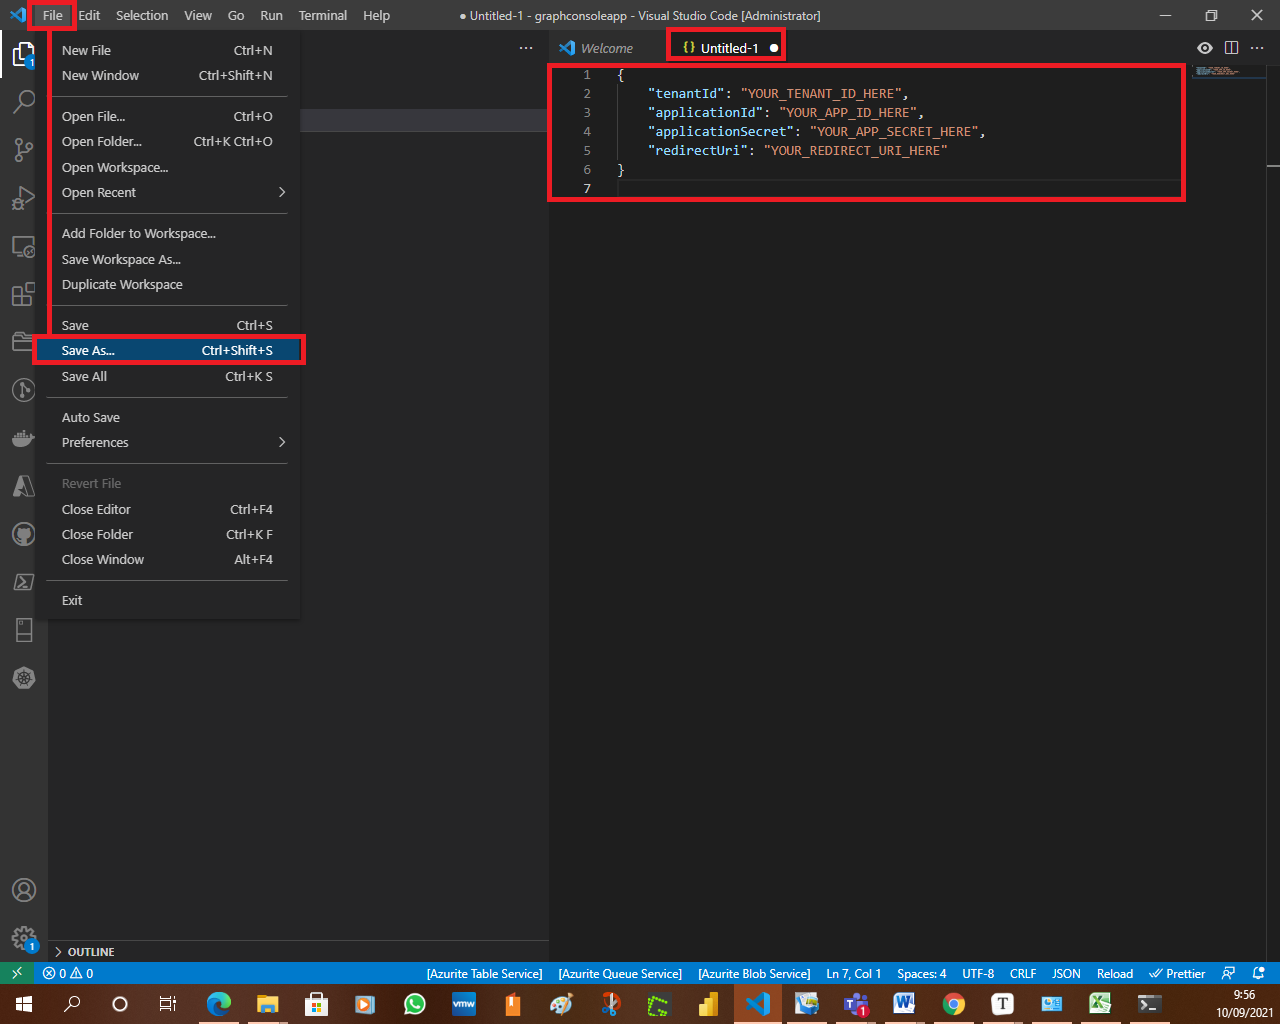 File Edit Selection View Go Run Terminal Help
● Untitled-1 - graphconsoleapp - Visual Studio Code [Administrator]
New File Ctrl+N
New Window Ctrl+Shift+N
Open File... Ctrl+O
Open Folder... Ctrl+K Ctrl+O
Open Workspace...
Open Recent
Add Folder to Workspace...
Save Workspace As...
Duplicate Workspace
Save Ctrl+S
Save As... Ctrl+Shift+S
Save All Ctrl+K S
Auto Save
Preferences
Revert File
Close Editor Ctrl+F4
Close Folder Ctrl+K F
Close Window Alt+F4
Exit
1
1
OUTLINE
Welcome {} Untitled-1 ●
1 {
2 "tenantId": "YOUR_TENANT_ID_HERE",
3 "applicationId": "YOUR_APP_ID_HERE",
4 "applicationSecret": "YOUR_APP_SECRET_HERE",
5 "redirectUri": "YOUR_REDIRECT_URI_HERE"
6 }
7
0 0 [Azurite Table Service] [Azurite Queue Service] [Azurite Blob Service] Ln 7, Col 1 Spaces: 4 UTF-8 CRLF JSON Reload Prettier
vmw 1 W T X
9:56
10/09/2021